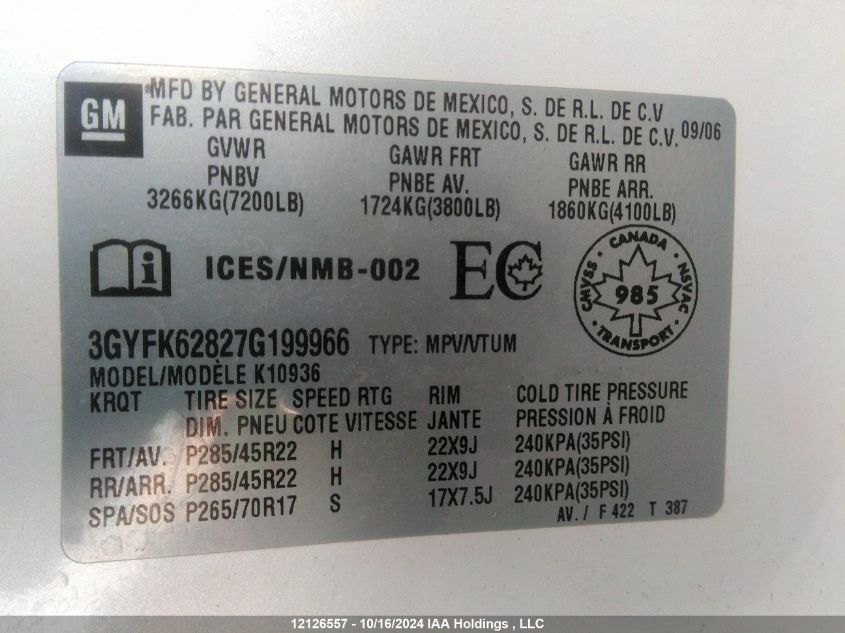 GM
MFD BY GENERAL MOTORS DE MEXICO, S. DE R.L. DE C.V
FAB. PAR GENERAL MOTORS DE MEXICO, S. DE R.L. DE C.V. 09/06
GVWR GAWR FRT GAWR RR
PNBV PNBE AV. PNBE ARR.
3266KG(7200LB) 1724KG(3800LB) 1860KG(4100LB)
i ICES/NMB-002 EC
CANADA
CMVSS 985 NSVAC
TRANSPORT
3GYFK62827G199966 TYPE: MPV/VTUM
MODEL/MODÈLE K10936
KRQT TIRE SIZE SPEED RTG RIM COLD TIRE PRESSURE
DIM. PNEU COTE VITESSE JANTE PRESSION À FROID
FRT/AV. P285/45R22 H 22X9J 240KPA(35PSI)
RR/ARR. P285/45R22 H 22X9J 240KPA(35PSI)
SPA/SOS P265/70R17 S 17X7.5J 240KPA(35PSI)
AV. / F 422 T 387
12126557 - 10/16/2024 IAA Holdings , LLC